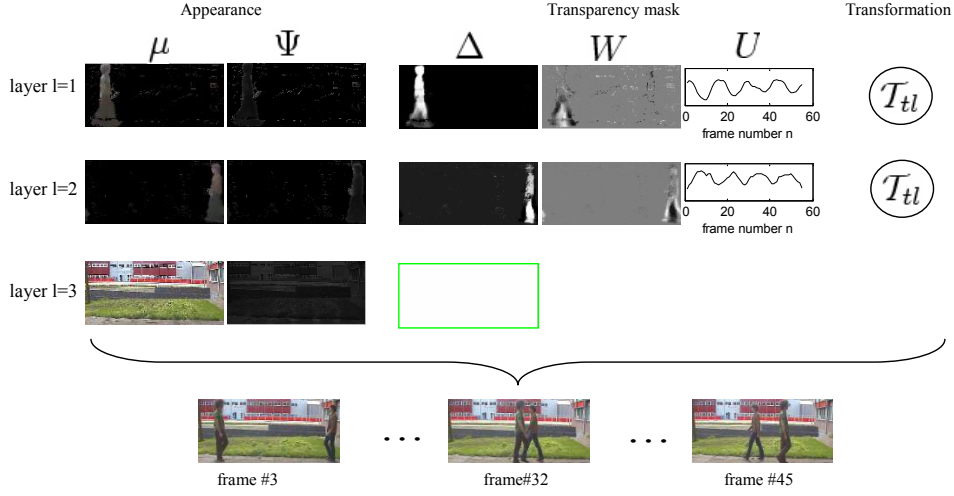 Appearance Transparency mask Transformation
μ Ψ Δ W U
layer l=1
0 20 40 60
frame number n
𝒯tl
layer l=2
0 20 40 60
frame number n
𝒯tl
layer l=3
... ...
frame #3 frame#32 frame #45